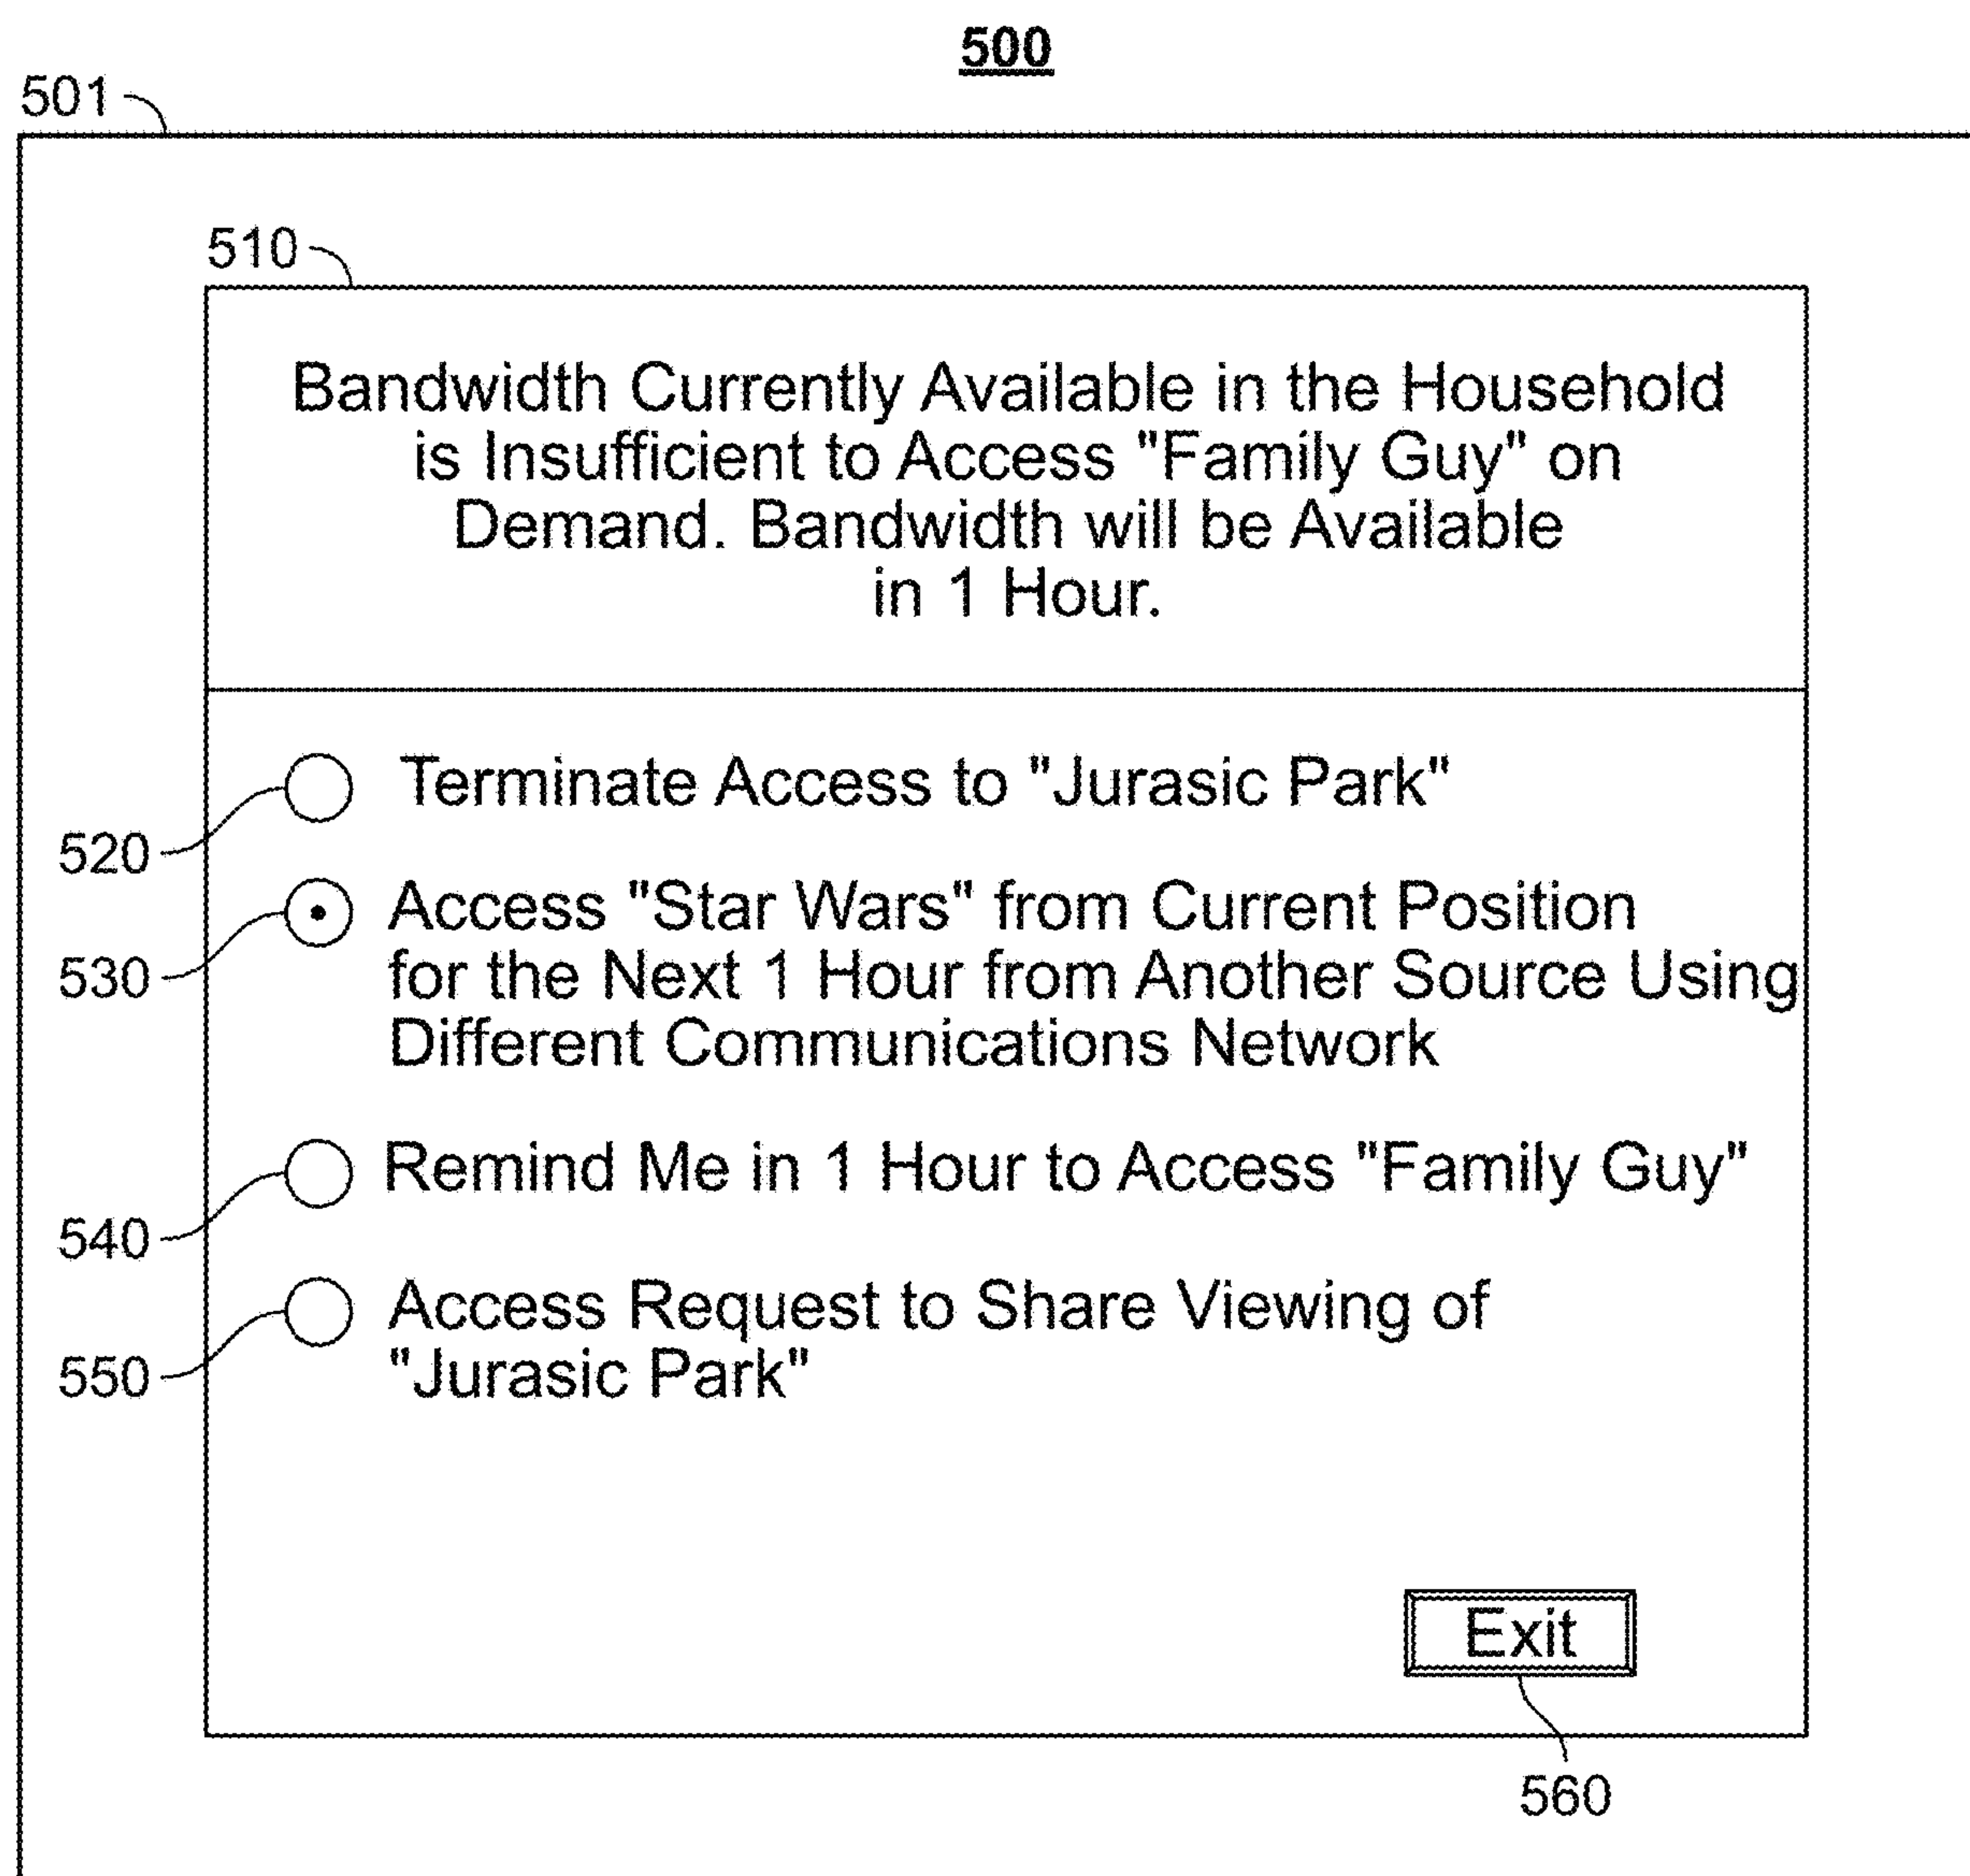 500
501
510
Bandwidth Currently Available in the Household
is Insufficient to Access "Family Guy" on
Demand. Bandwidth will be Available
in 1 Hour.
Terminate Access to "Jurasic Park"
520
Access "Star Wars" from Current Position
for the Next 1 Hour from Another Source Using
Different Communications Network
530
Remind Me in 1 Hour to Access "Family Guy"
540
Access Request to Share Viewing of
"Jurasic Park"
550
Exit
560